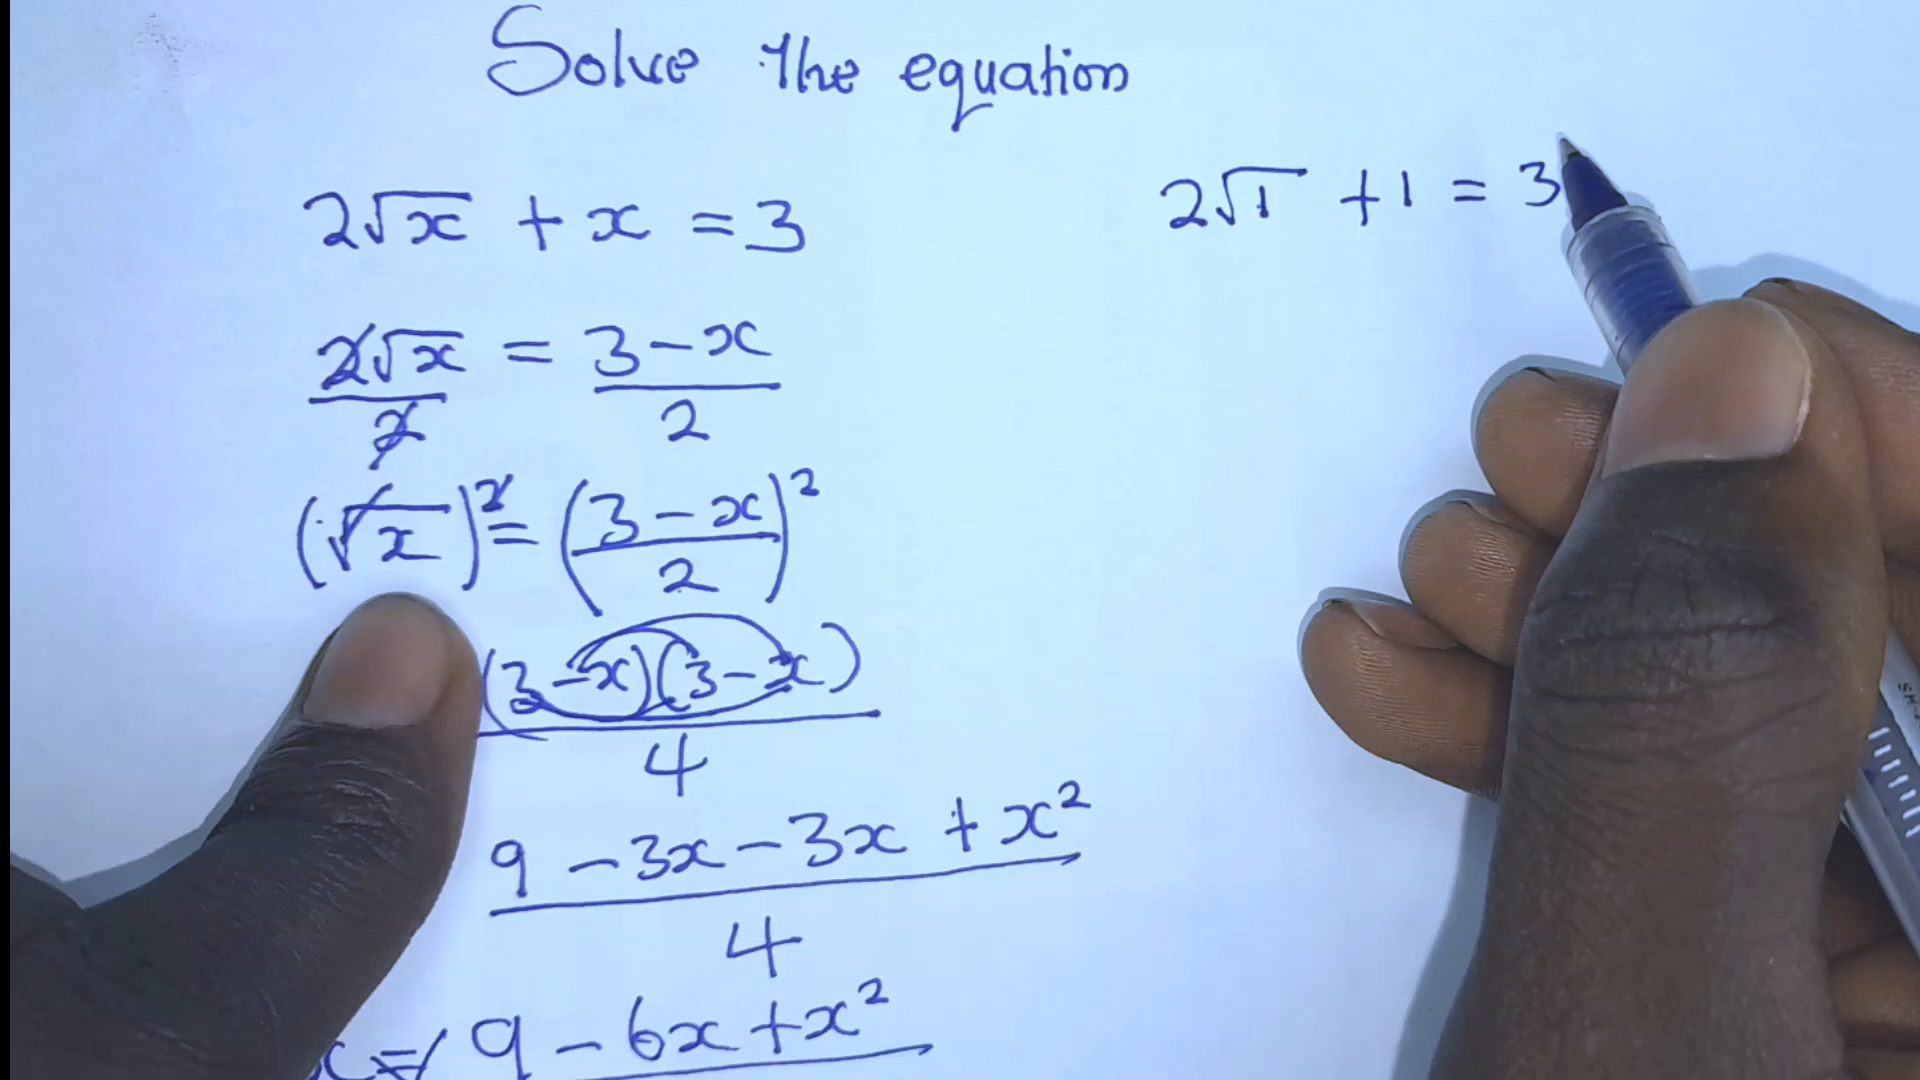 Solve the equation
2√x + x = 3
2√1 + 1 = 3
2√x/2 = (3 - x)/2
(√x)² = ((3 - x)/2)²
(3 - x)(3 - x)/4
(9 - 3x - 3x + x²)/4
x = 9 - 6x + x²